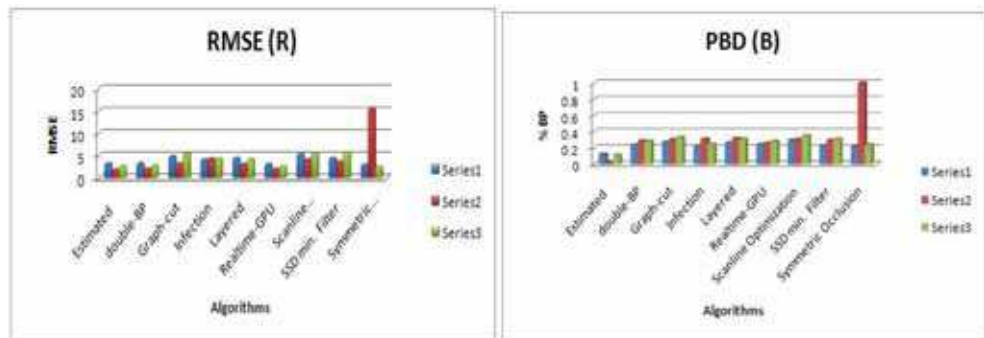 RMSE (R)
20
15
10
5
0
RMSE
Estimated
double-BP
Graph-cut
Infection
Layered
Realtime-GPU
Scanline...
SSD min. Filter
Symmetric...
Algorithms
Series1
Series2
Series3
PBD (B)
1
0.8
0.6
0.4
0.2
0
% BP
Estimated
double-BP
Graph-cut
Infection
Layered
Realtime-GPU
Scanline Optimization
SSD min. Filter
Symmetric Occlusion
Algorithms
Series1
Series2
Series3